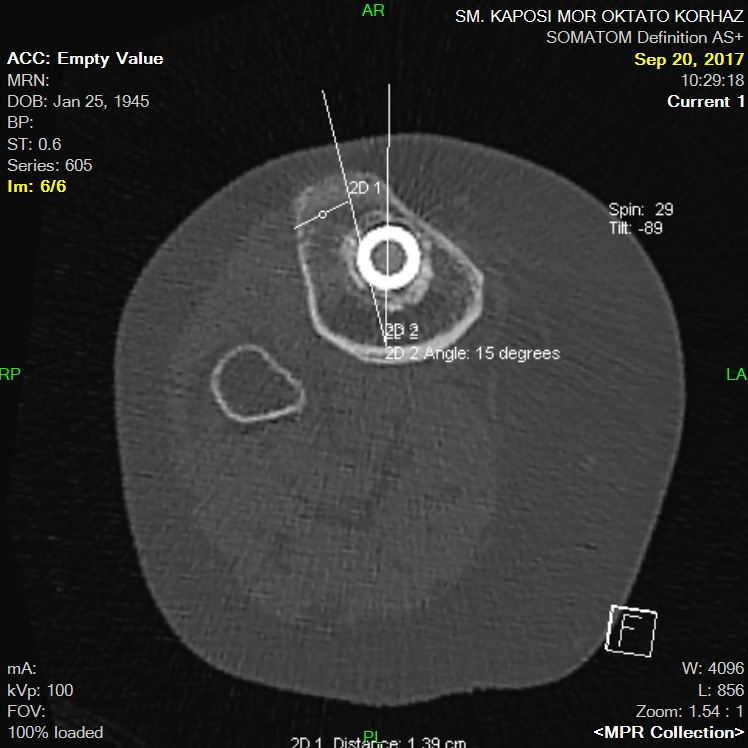 AR
SM. KAPOSI MOR OKTATO KORHAZ
SOMATOM Definition AS+
ACC: Empty Value
Sep 20, 2017
MRN:
10:29:18
DOB: Jan 25, 1945
Current 1
BP:
ST: 0.6
Series: 605
Im: 6/6
2D 1
Spin: 29
Tilt: -89
2D 2
2D 2 Angle: 15 degrees
RP
LA
F
mA:
W: 4096
kVp: 100
L: 856
FOV:
Zoom: 1.54 : 1
100% loaded
<MPR Collection>
PL
2D 1 Distance: 1.39 cm